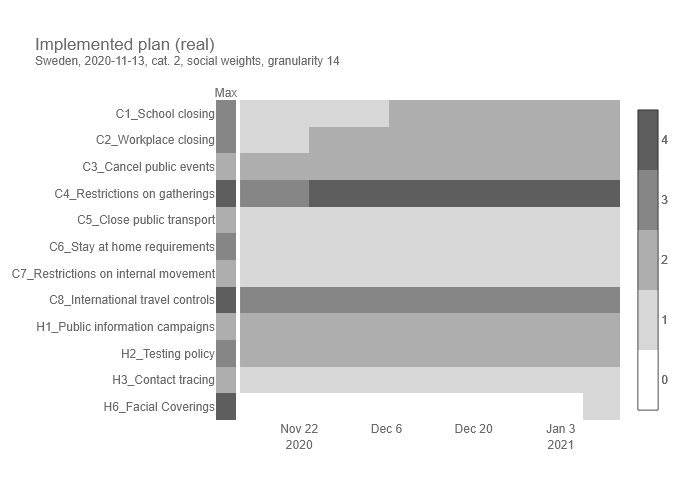 Implemented plan (real)
Sweden, 2020-11-13, cat. 2, social weights, granularity 14
Max
C1_School closing
C2_Workplace closing
C3_Cancel public events
C4_Restrictions on gatherings
C5_Close public transport
C6_Stay at home requirements
C7_Restrictions on internal movement
C8_International travel controls
H1_Public information campaigns
H2_Testing policy
H3_Contact tracing
H6_Facial Coverings
4
3
2
1
0
Nov 22 Dec 6 Dec 20 Jan 3
2020 2021